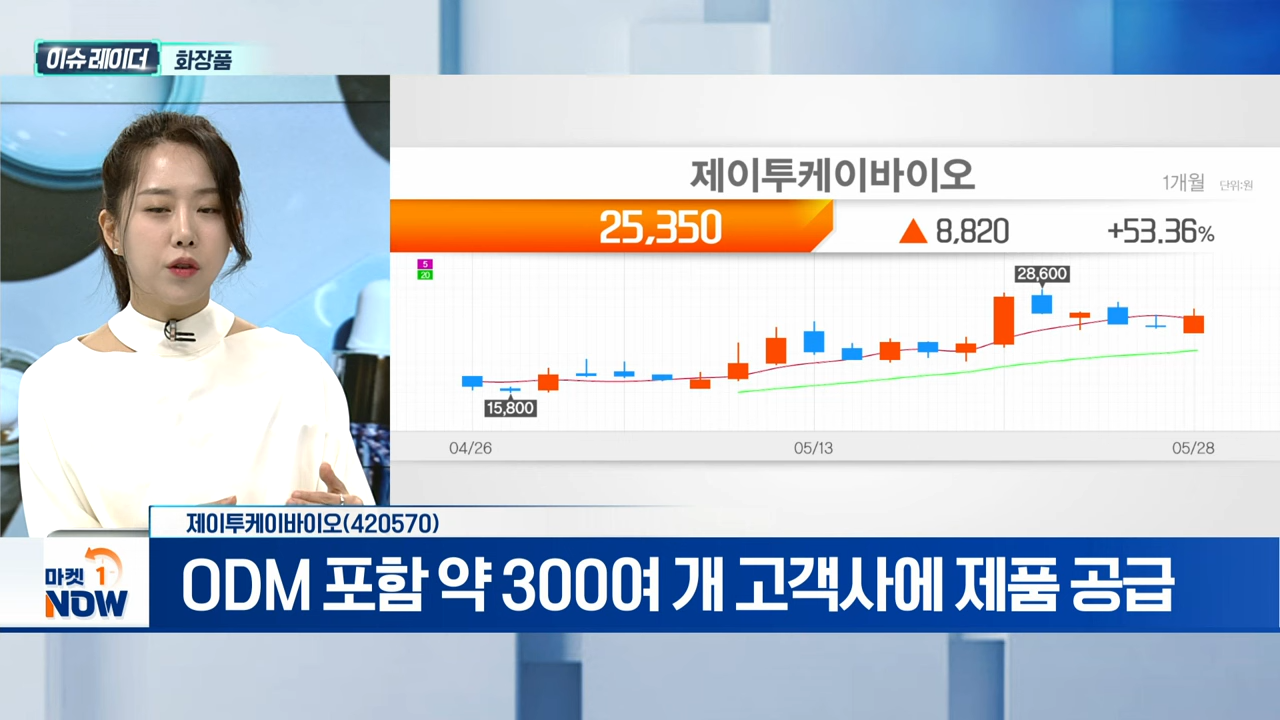 이슈 레이더 화장품
제이투케이바이오
1개월 단위:원
25,350 ▲ 8,820 +53.36%
5
20
28,600
15,800
04/26 05/13 05/28
제이투케이바이오(420570)
마켓 1
NOW
ODM 포함 약 300여 개 고객사에 제품 공급